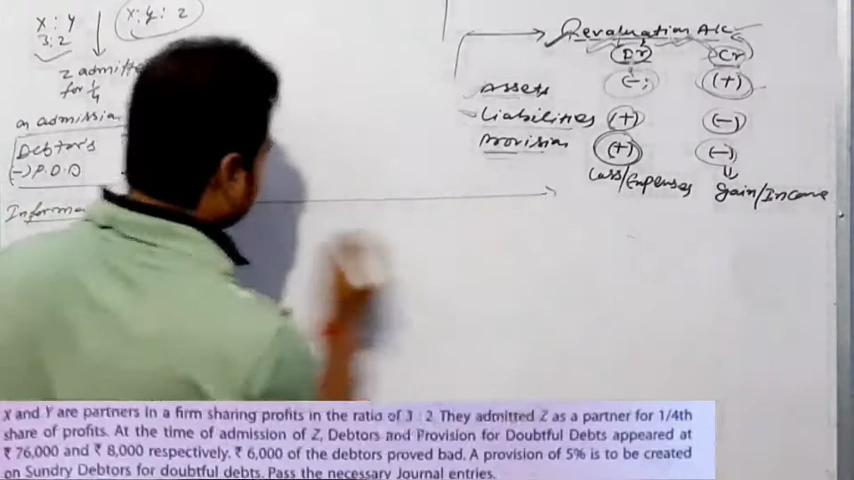 X : Y
3:2
X:Y: 2
Z admitt
for 1/4
on admission
Debtor's
(-) P.D.D
Informa
Revaluation A/c
Dr Cr
Assets (-) (+)
Liabilities (+) (-)
Provision (+) (-)
Loss/Expenses Gain/Income
X and Y are partners in a firm sharing profits in the ratio of 3 : 2. They admitted Z as a partner for 1/4th
share of profits. At the time of admission of Z, Debtors and Provision for Doubtful Debts appeared at
₹ 76,000 and ₹ 8,000 respectively. ₹ 6,000 of the debtors proved bad. A provision of 5% is to be created
on Sundry Debtors for doubtful debts. Pass the necessary Journal entries.